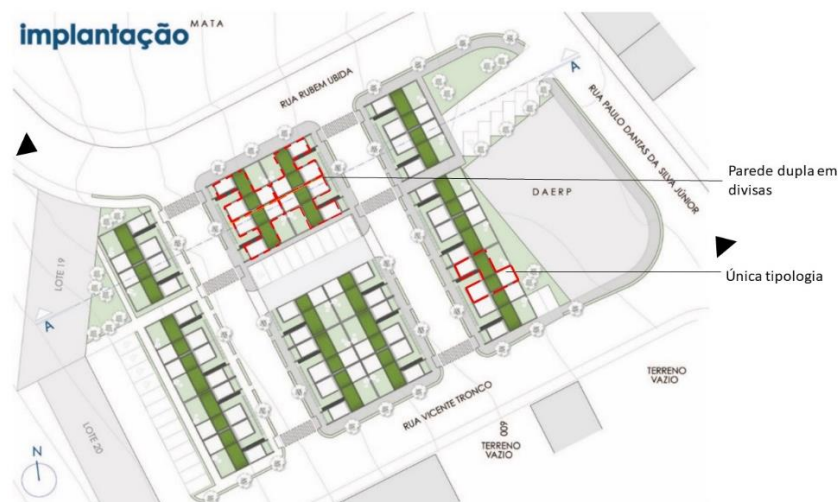 implantação
MATA
RUA RUBEM UBIDA
A
RUA PAULO DANTAS DA SILVA JÚNIOR
Parede dupla em
divisas
DAERP
LOTE 19
Única tipologia
A
LOTE 20
RUA VICENTE TRONCO
TERRENO
VAZIO
600
TERRENO
VAZIO
N